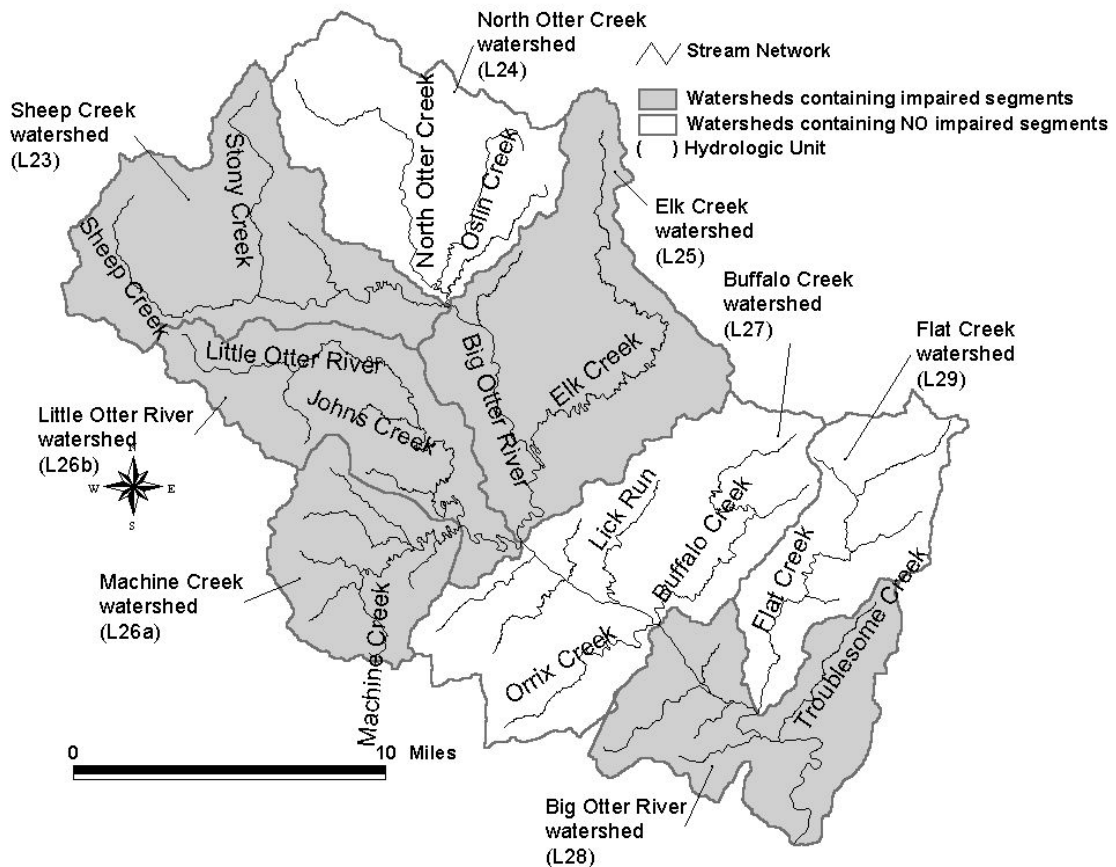 North Otter Creek
watershed
(L24)
Stream Network
Watersheds containing impaired segments
Watersheds containing NO impaired segments
( ) Hydrologic Unit
Sheep Creek
watershed
(L23)
Stony Creek
North Otter Creek
Oslin Creek
Elk Creek
watershed
(L25)
Sheep Creek
Buffalo Creek
watershed
(L27)
Flat Creek
watershed
(L29)
Little Otter River
Big Otter River
Elk Creek
Johns Creek
Little Otter River
watershed
(L26b)
N
W E
S
Lick Run
Buffalo Creek
Flat Creek
Troublesome Creek
Machine Creek
watershed
(L26a)
Machine Creek
Orrix Creek
0 10 Miles
Big Otter River
watershed
(L28)